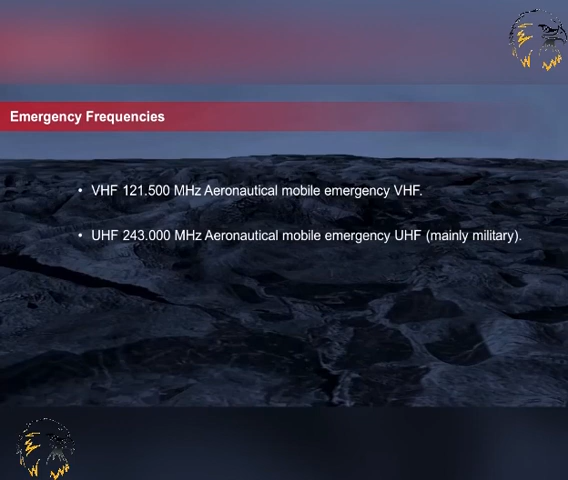 Emergency Frequencies
• VHF 121.500 MHz Aeronautical mobile emergency VHF.
• UHF 243.000 MHz Aeronautical mobile emergency UHF (mainly military).